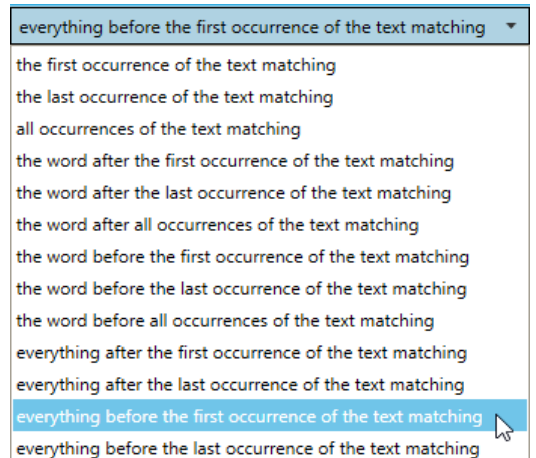 everything before the first occurrence of the text matching
the first occurrence of the text matching
the last occurrence of the text matching
all occurrences of the text matching
the word after the first occurrence of the text matching
the word after the last occurrence of the text matching
the word after all occurrences of the text matching
the word before the first occurrence of the text matching
the word before the last occurrence of the text matching
the word before all occurrences of the text matching
everything after the first occurrence of the text matching
everything after the last occurrence of the text matching
everything before the first occurrence of the text matching
everything before the last occurrence of the text matching